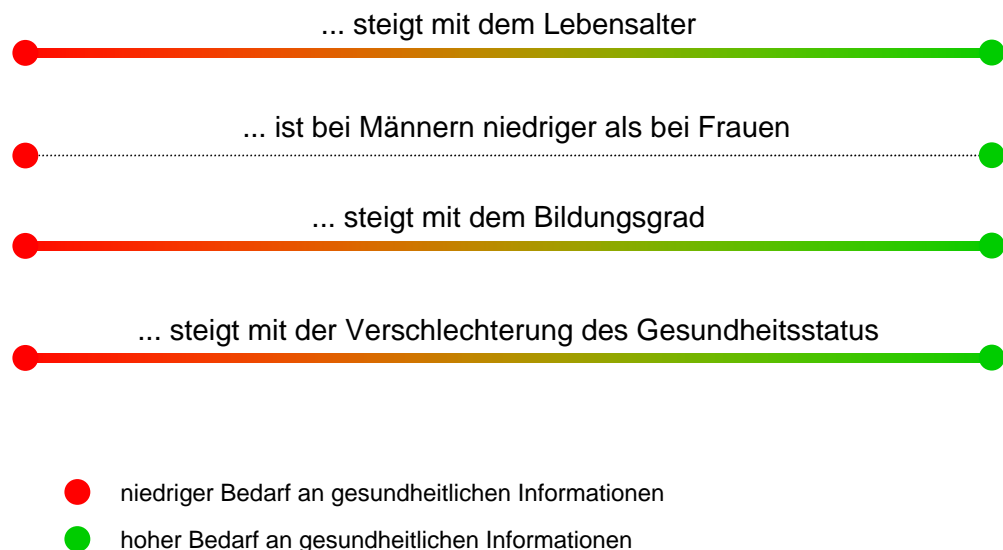 ... steigt mit dem Lebensalter
... ist bei Männern niedriger als bei Frauen
... steigt mit dem Bildungsgrad
... steigt mit der Verschlechterung des Gesundheitsstatus
niedriger Bedarf an gesundheitlichen Informationen
hoher Bedarf an gesundheitlichen Informationen